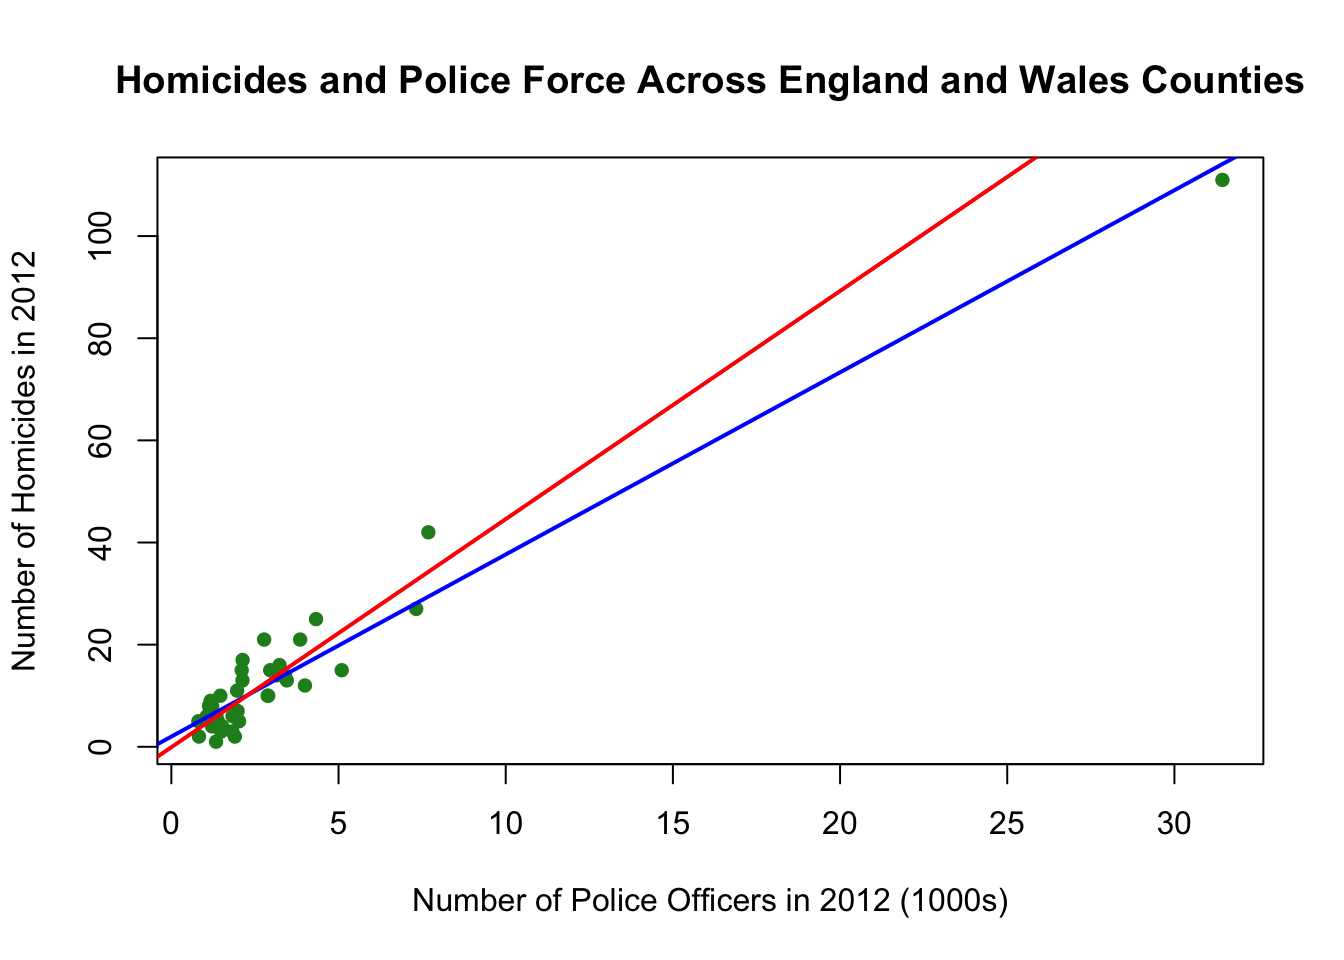 Homicides and Police Force Across England and Wales Counties
Number of Homicides in 2012
100
80
60
40
20
0
0 5 10 15 20 25 30
Number of Police Officers in 2012 (1000s)